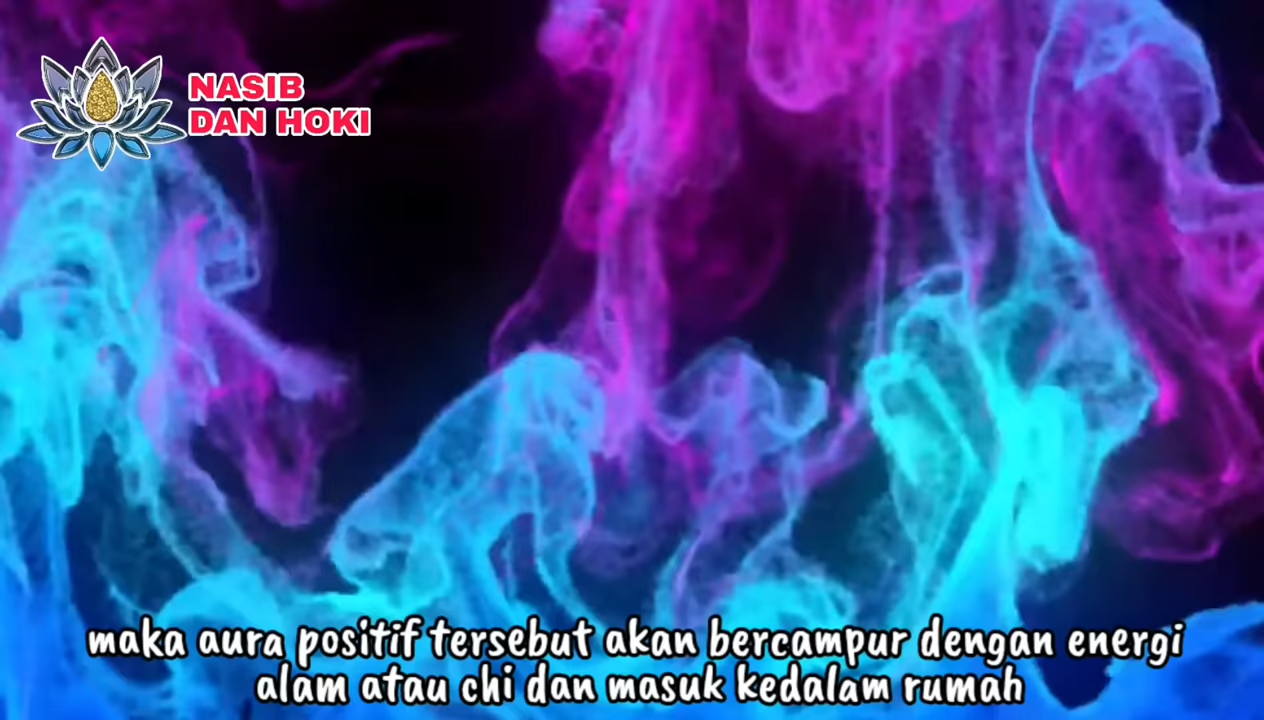 NASIB
DAN HOKI
maka aura positif tersebut akan bercampur dengan energi
alam atau chi dan masuk kedalam rumah